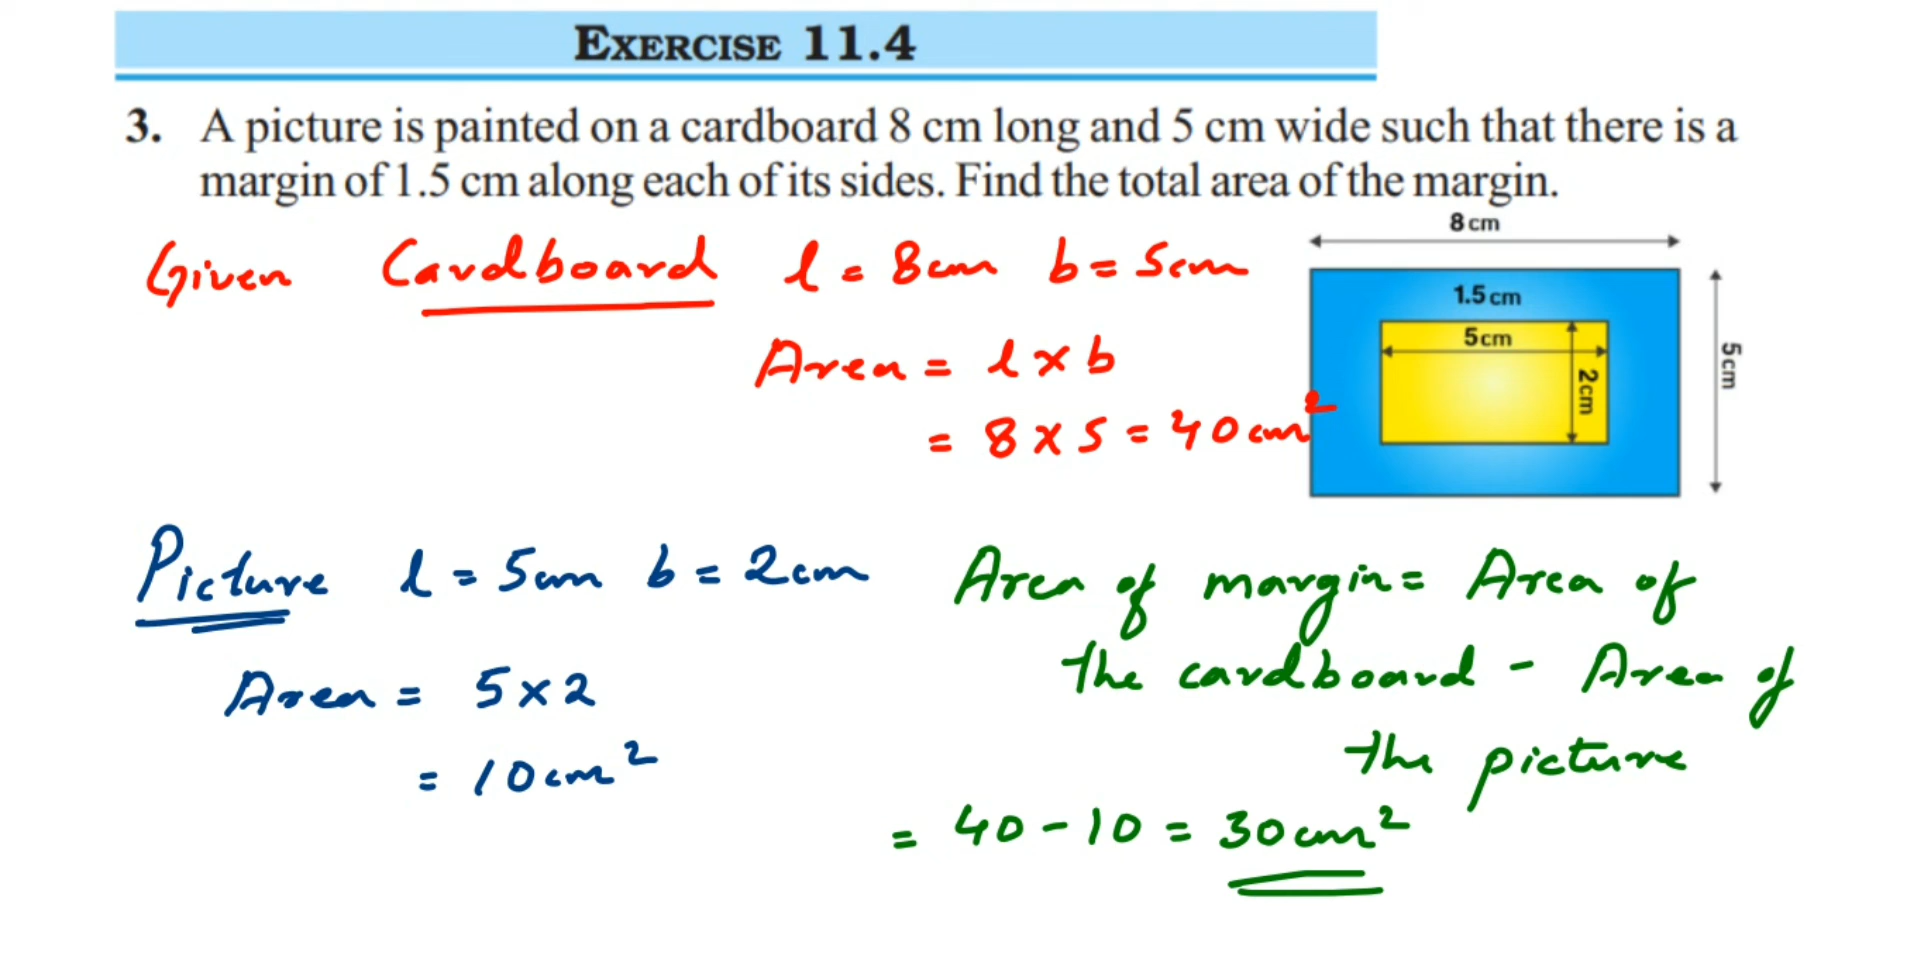 EXERCISE 11.4
3. A picture is painted on a cardboard 8 cm long and 5 cm wide such that there is a
margin of 1.5 cm along each of its sides. Find the total area of the margin.
Given Cardboard l = 8cm b = 5cm
Area = l × b
= 8 × 5 = 40 cm²
8 cm
1.5 cm
5 cm
2 cm
5 cm
Picture l = 5cm b = 2cm
Area = 5 × 2
= 10 cm²
Area of margin = Area of
the cardboard - Area of
the picture
= 40 - 10 = 30 cm²